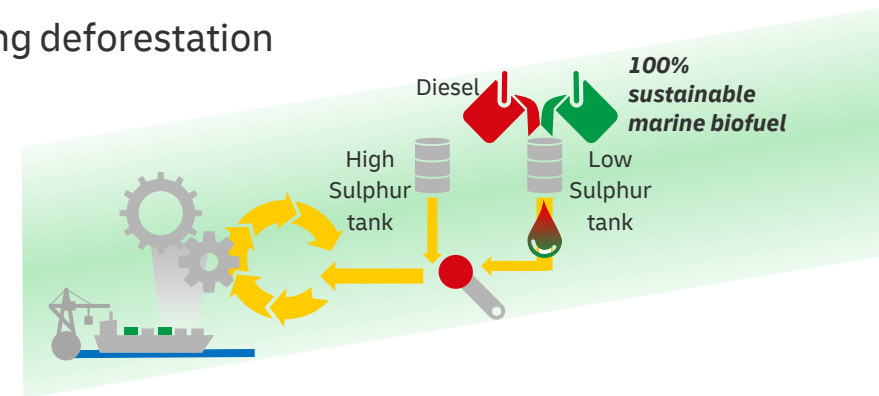 ng deforestation
Diesel
100%
sustainable
marine biofuel
High
Sulphur
tank
Low
Sulphur
tank